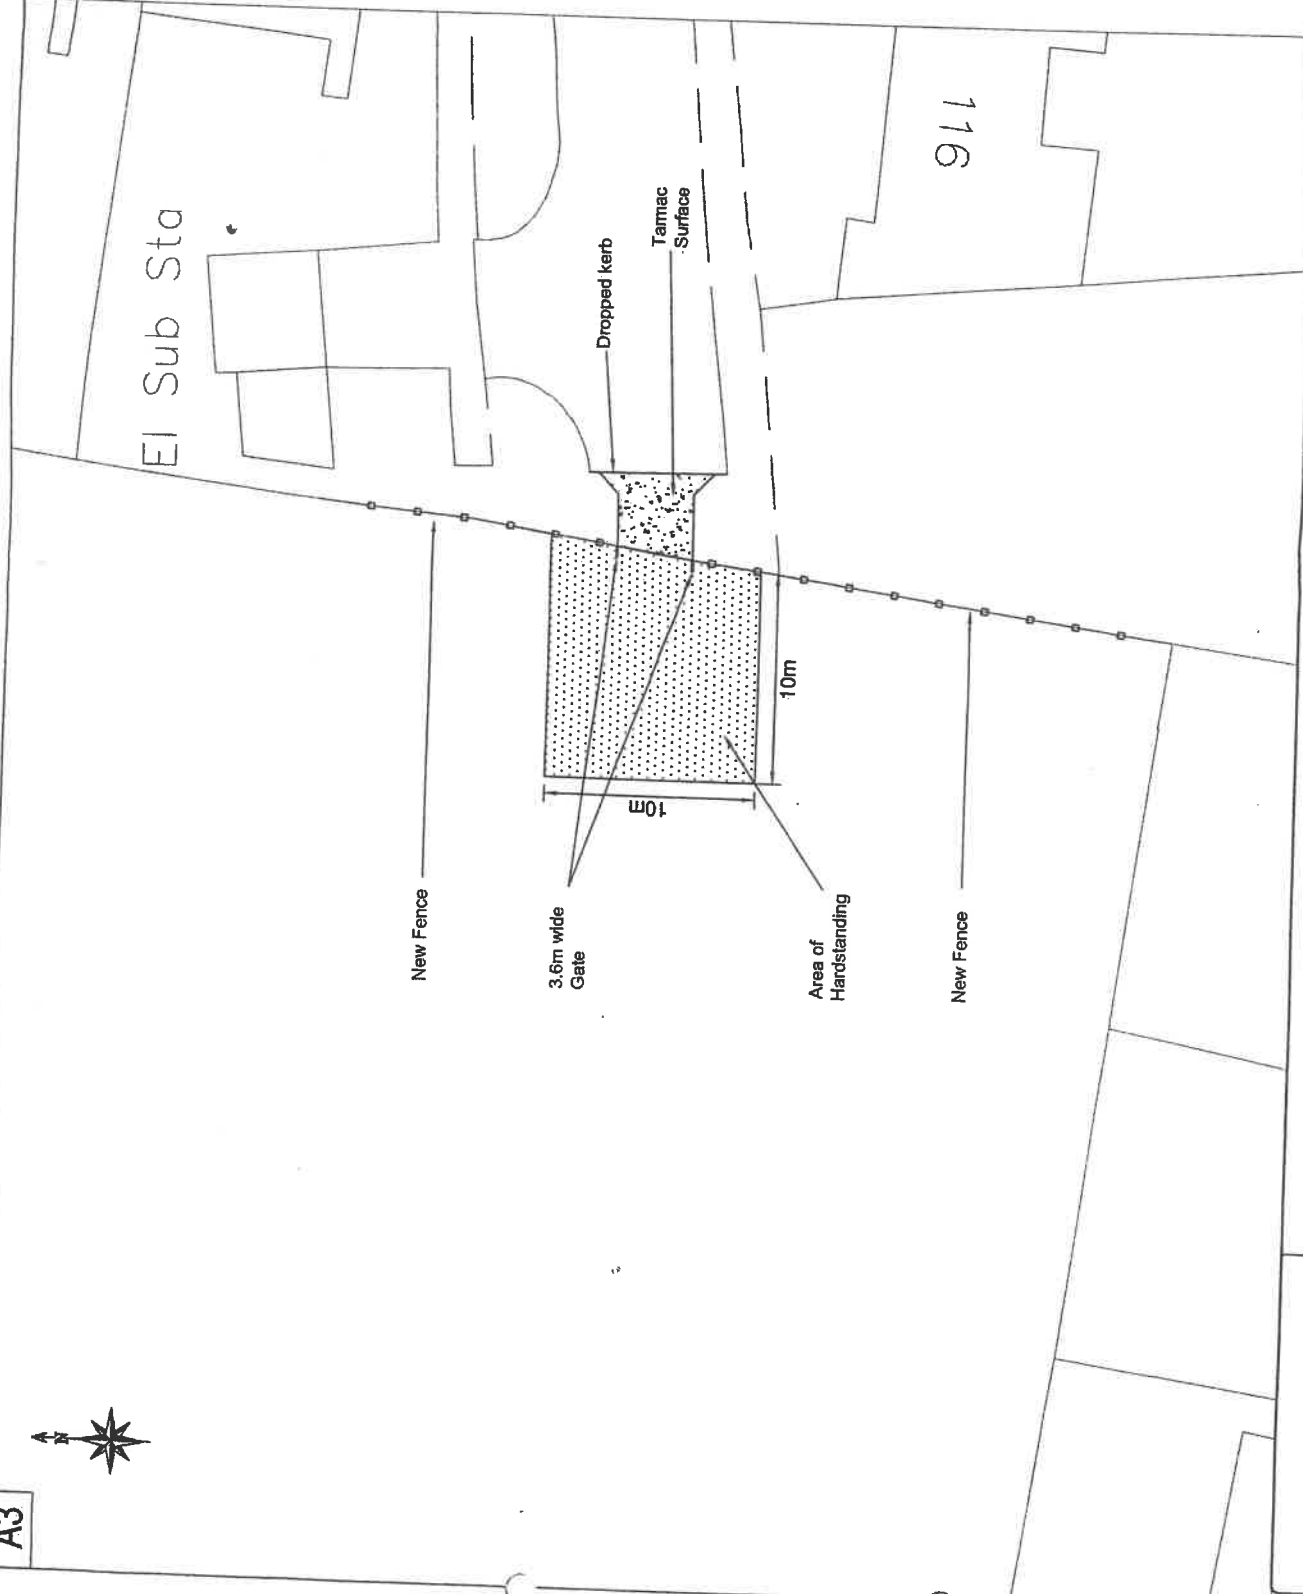 A3
N
El Sub Sta
116
Dropped kerb
Tarmac
Surface
New Fence
3.6m wide
Gate
10m
10m
Area of
Hardstanding
New Fence